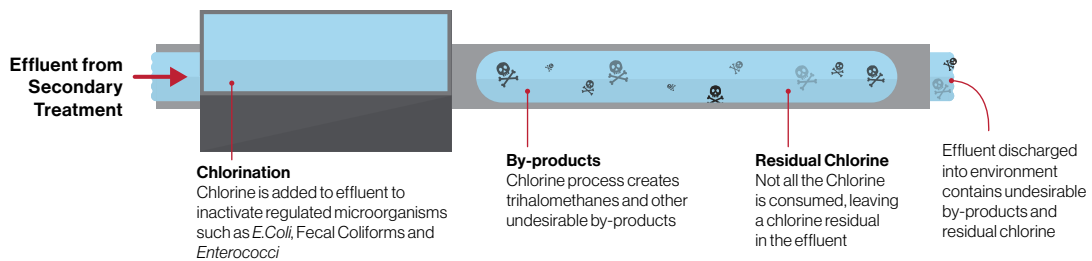 Effluent from
Secondary
Treatment
Chlorination
Chlorine is added to effluent to
inactivate regulated microorganisms
such as E.Coli, Fecal Coliforms and
Enterococci
By-products
Chlorine process creates
trihalomethanes and other
undesirable by-products
Residual Chlorine
Not all the Chlorine
is consumed, leaving
a chlorine residual
in the effluent
Effluent discharged
into environment
contains undesirable
by-products and
residual chlorine